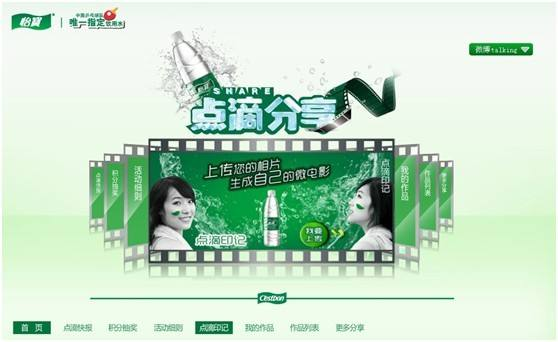 怡寶
中国乒乓球队
唯一指定饮用水
微博talking
SHARE
点滴分享
点滴快报
积分抽奖
活动细则
上传您的相片
生成自己的微电影
点滴印记
我要
上传
点滴印记
我的作品
作品列表
更多分享
C'estbon
首 页
点滴快报
积分抽奖
活动细则
点滴印记
我的作品
作品列表
更多分享